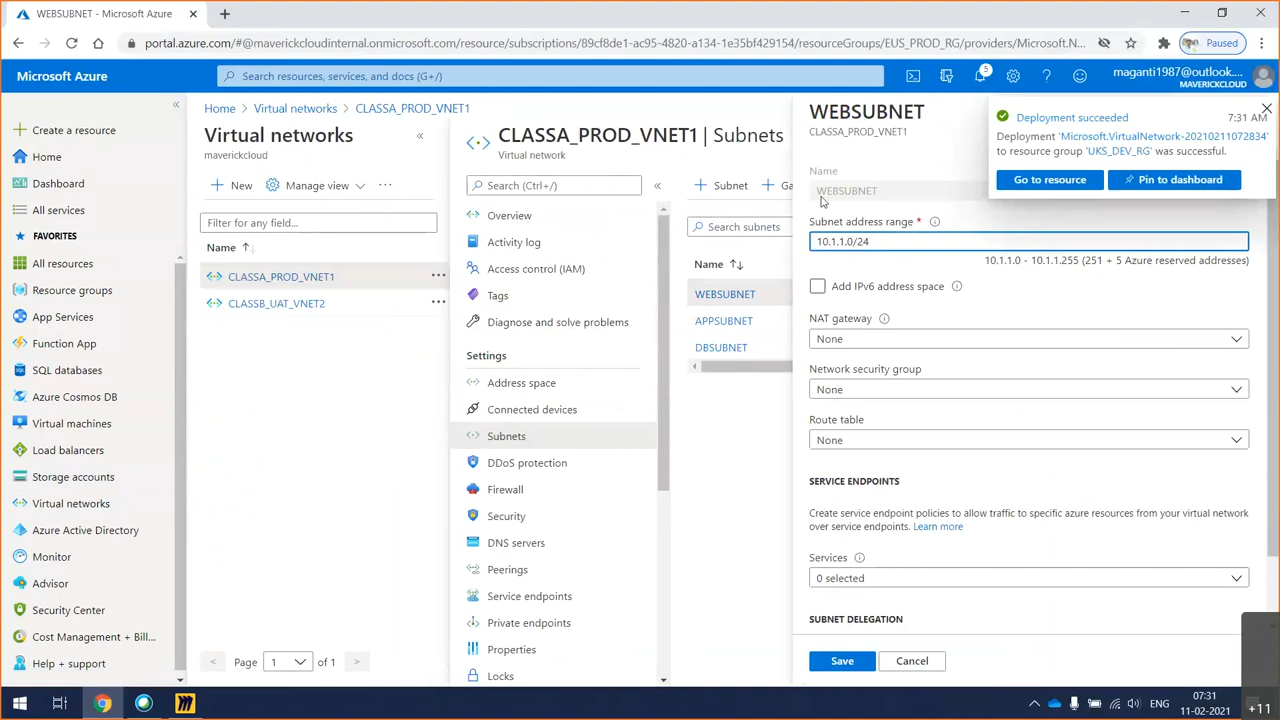 WEBSUBNET - Microsoft Azure
portal.azure.com/#@maverickcloudinternal.onmicrosoft.com/resource/subscriptions/89cf8de1-ac95-4820-a134-1e35bf429154/resourceGroups/EUS_PROD_RG/providers/Microsoft.N...
Paused
Microsoft Azure
Search resources, services, and docs (G+/)
5
maganti1987@outlook....
MAVERICKCLOUD
Create a resource
Home
Dashboard
All services
FAVORITES
All resources
Resource groups
App Services
Function App
SQL databases
Azure Cosmos DB
Virtual machines
Load balancers
Storage accounts
Virtual networks
Azure Active Directory
Monitor
Advisor
Security Center
Cost Management + Bill...
Help + support
Home > Virtual networks > CLASSA_PROD_VNET1
Virtual networks
maverickcloud
New
Manage view
Filter for any field...
Name
CLASSA_PROD_VNET1
CLASSB_UAT_VNET2
< Page 1 of 1 >
CLASSA_PROD_VNET1 | Subnets
Virtual network
Search (Ctrl+/)
Overview
Activity log
Access control (IAM)
Tags
Diagnose and solve problems
Settings
Address space
Connected devices
Subnets
DDoS protection
Firewall
Security
DNS servers
Peerings
Service endpoints
Private endpoints
Properties
Locks
+ Subnet + Ga
Search subnets
Name
WEBSUBNET
APPSUBNET
DBSUBNET
WEBSUBNET
CLASSA_PROD_VNET1
Name
WEBSUBNET
Subnet address range *
10.1.1.0/24
10.1.1.0 - 10.1.1.255 (251 + 5 Azure reserved addresses)
Add IPv6 address space
NAT gateway
None
Network security group
None
Route table
None
SERVICE ENDPOINTS
Create service endpoint policies to allow traffic to specific azure resources from your virtual network
over service endpoints. Learn more
Services
0 selected
SUBNET DELEGATION
Save
Cancel
Deployment succeeded
7:31 AM
Deployment 'Microsoft.VirtualNetwork-20210211072834'
to resource group 'UKS_DEV_RG' was successful.
Go to resource
Pin to dashboard
ENG
07:31
11-02-2021
+11